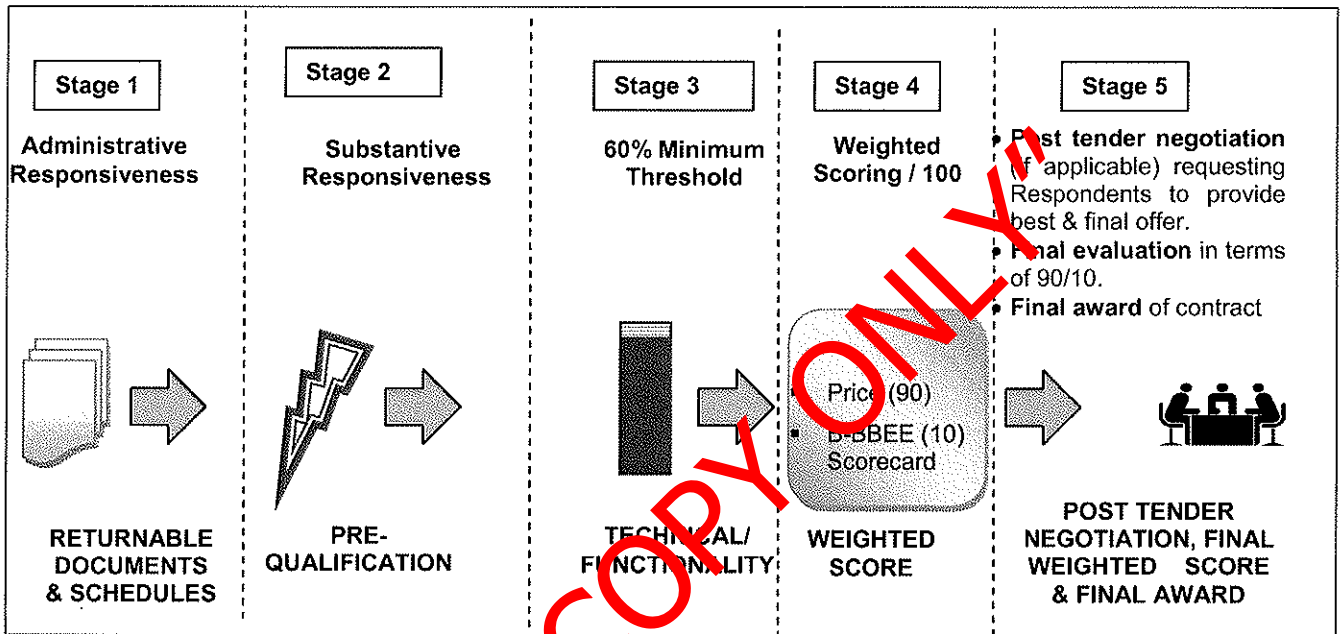 Stage 1
Administrative
Responsiveness
RETURNABLE
DOCUMENTS
& SCHEDULES
Stage 2
Substantive
Responsiveness
PRE-
QUALIFICATION
Stage 3
60% Minimum
Threshold
TECHNICAL/
FUNCTIONALITY
Stage 4
Weighted
Scoring / 100
Price (90)
B-BBEE (10)
Scorecard
WEIGHTED
SCORE
Stage 5
• Post tender negotiation
(if applicable) requesting
Respondents to provide
best & final offer.
• Final evaluation in terms
of 90/10.
• Final award of contract
POST TENDER
NEGOTIATION, FINAL
WEIGHTED SCORE
& FINAL AWARD
COPY ONLY"